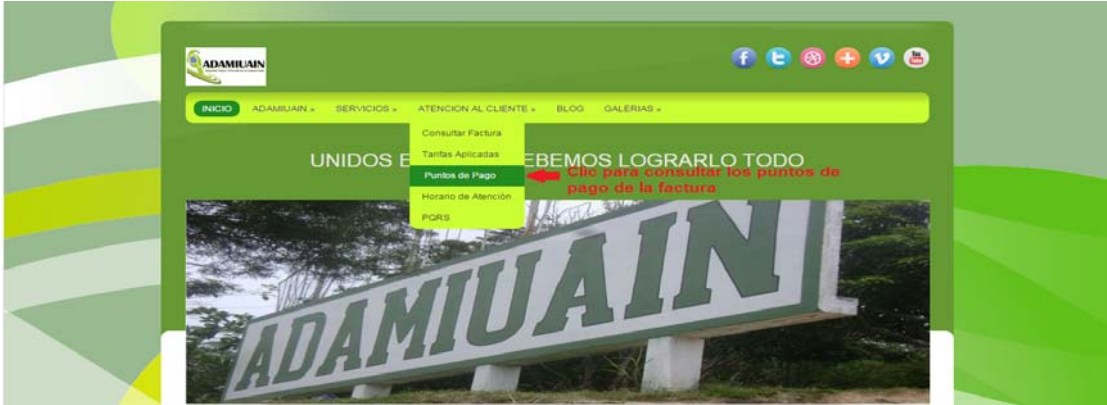 ADAMIUAIN
INICIO ADAMIUAIN » SERVICIOS » ATENCION AL CLIENTE » BLOG GALERIAS »
Consultar Factura
Tarifas Aplicadas
Puntos de Pago
Horario de Atención
PQRS
UNIDOS E EBEMOS LOGRARLO TODO
Clic para consultar los puntos de
pago de la factura
ADAMIUAIN